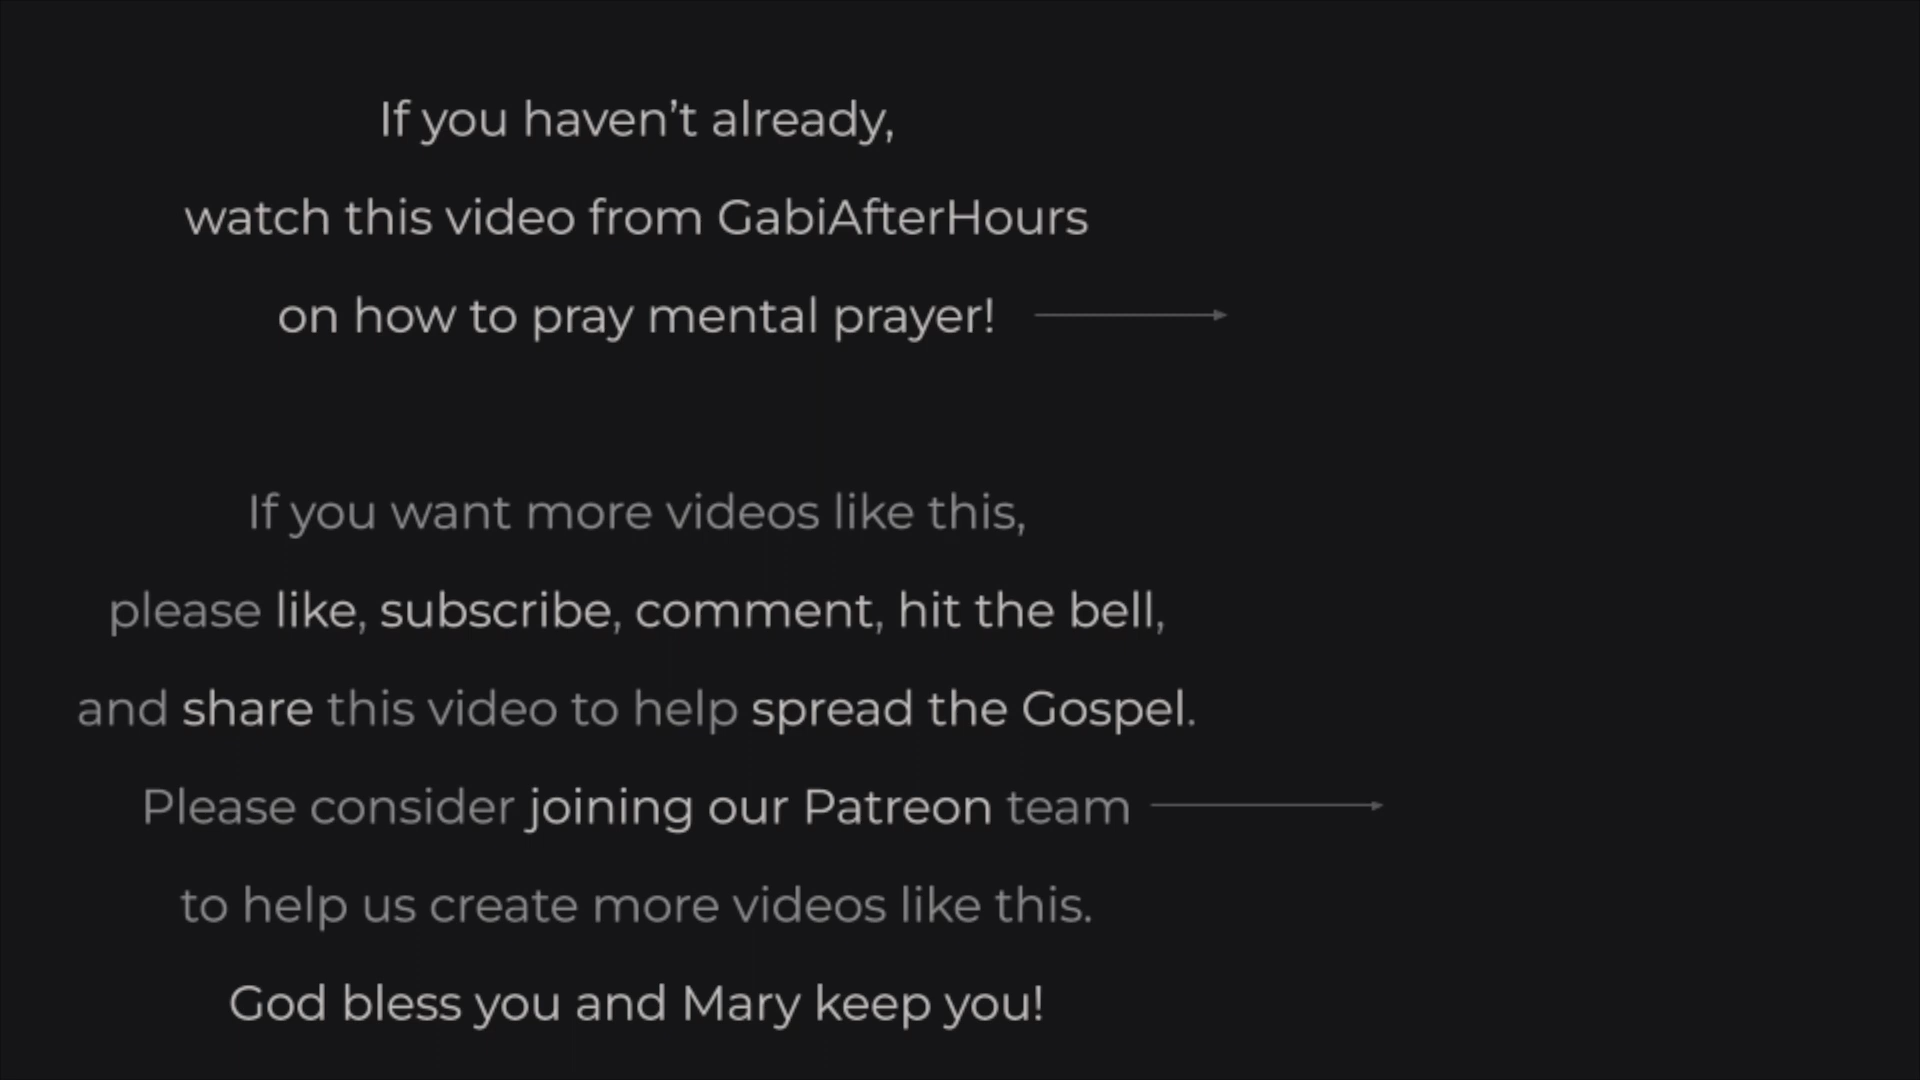 If you haven’t already,
watch this video from GabiAfterHours
on how to pray mental prayer!
If you want more videos like this,
please like, subscribe, comment, hit the bell,
and share this video to help spread the Gospel.
Please consider joining our Patreon team
to help us create more videos like this.
God bless you and Mary keep you!